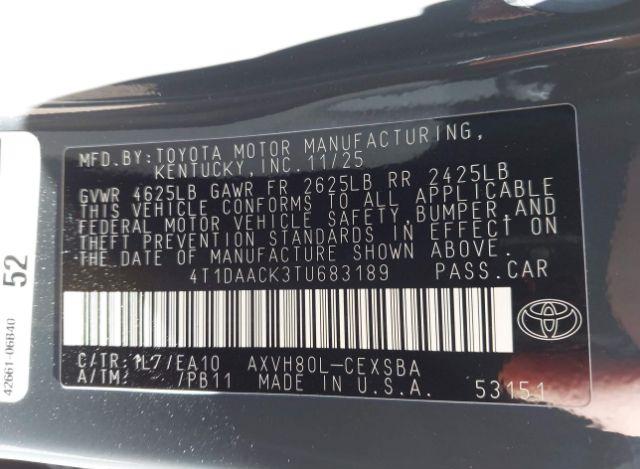 MFD.BY:TOYOTA MOTOR MANUFACTURING,
KENTUCKY, INC. 11/25
GVWR 4625LB GAWR FR 2625LB RR 2425LB
THIS VEHICLE CONFORMS TO ALL APPLICABLE
FEDERAL MOTOR VEHICLE SAFETY, BUMPER, AND
THEFT PREVENTION STANDARDS IN EFFECT ON
THE DATE OF MANUFACTURE SHOWN ABOVE.
4T1DAACK3TU683189 PASS.CAR
C/TR: 1L7/EA10 AXVH80L-CEXSBA
A/TM: /PB11 MADE IN U.S.A. 53151
52
42661-06B40